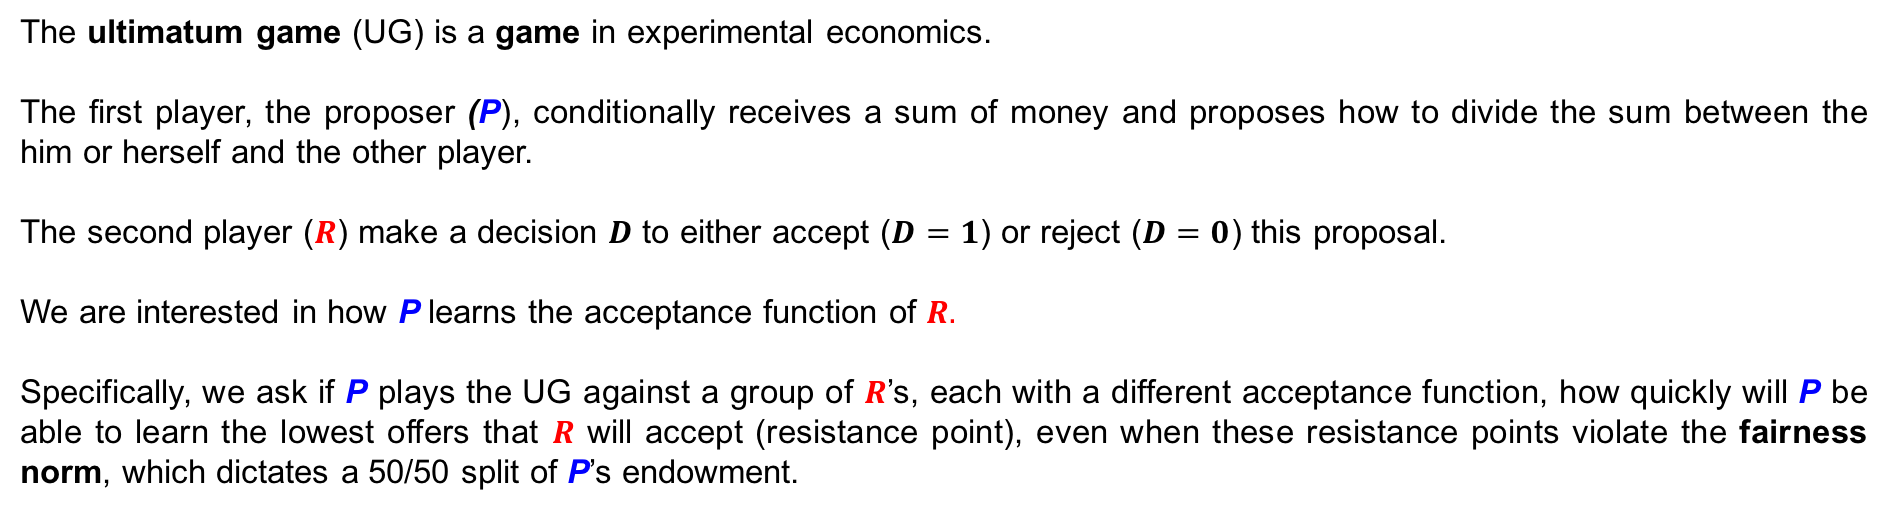 The ultimatum game (UG) is a game in experimental economics.
The first player, the proposer (P), conditionally receives a sum of money and proposes how to divide the sum between the
him or herself and the other player.
The second player (R) make a decision D to either accept (D = 1) or reject (D = 0) this proposal.
We are interested in how P learns the acceptance function of R.
Specifically, we ask if P plays the UG against a group of R's, each with a different acceptance function, how quickly will P be
able to learn the lowest offers that R will accept (resistance point), even when these resistance points violate the fairness
norm, which dictates a 50/50 split of P's endowment.